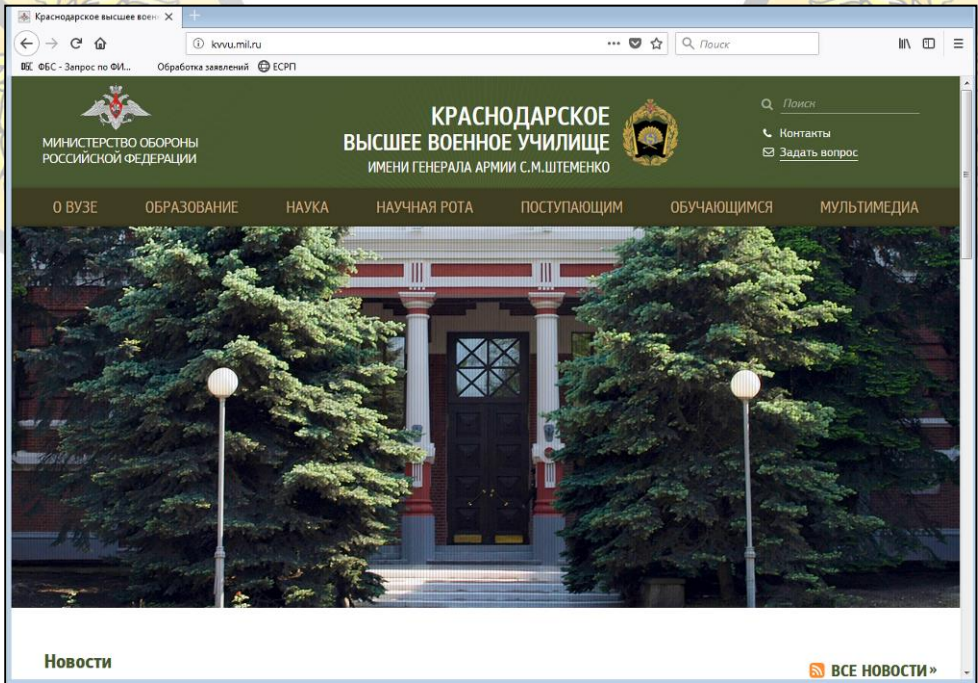 Краснодарское высшее воен
kvvu.mil.ru
Поиск
ФБС - Запрос по ФИ...
Обработка заявлений
ЕСРП
МИНИСТЕРСТВО ОБОРОНЫ
РОССИЙСКОЙ ФЕДЕРАЦИИ
КРАСНОДАРСКОЕ
ВЫСШЕЕ ВОЕННОЕ УЧИЛИЩЕ
ИМЕНИ ГЕНЕРАЛА АРМИИ С.М.ШТЕМЕНКО
Поиск
Контакты
Задать вопрос
О ВУЗЕ
ОБРАЗОВАНИЕ
НАУКА
НАУЧНАЯ РОТА
ПОСТУПАЮЩИМ
ОБУЧАЮЩИМСЯ
МУЛЬТИМЕДИА
Новости
ВСЕ НОВОСТИ»